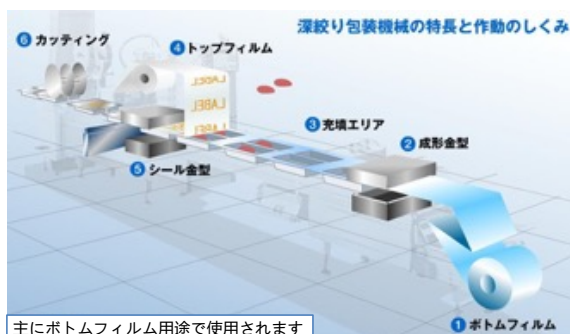 深絞り包装機械の特長と作動のしくみ
❻カッティング
❹トップフィルム
LABEL
LABEL
LABEL
❸充填エリア
❷成形金型
❺シール金型
❶ボトムフィルム
主にボトムフィルム用途で使用されます